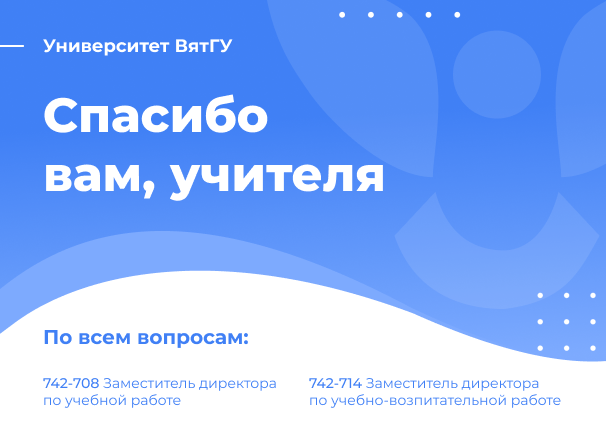 Университет ВятГУ
Спасибо
вам, учителя
По всем вопросам:
742-708 Заместитель директора
по учебной работе
742-714 Заместитель директора
по учебно-возпитательной работе